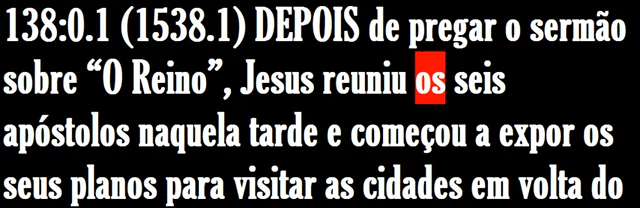 138:0.1 (1538.1) DEPOIS de pregar o sermão
sobre “O Reino”, Jesus reuniu os seis
apóstolos naquela tarde e começou a expor os
seus planos para visitar as cidades em volta do